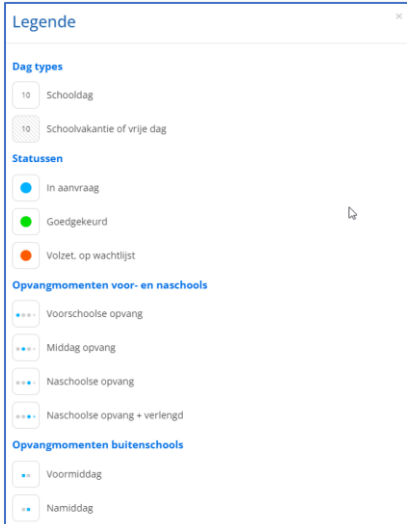 Legende
×
Dag types
10 Schooldag
10 Schoolvakantie of vrije dag
Statussen
In aanvraag
Goedgekeurd
Volzet, op wachtlijst
Opvangmomenten voor- en naschools
Voorschoolse opvang
Middag opvang
Naschoolse opvang
Naschoolse opvang + verlengd
Opvangmomenten buitenschools
Voormiddag
Namiddag